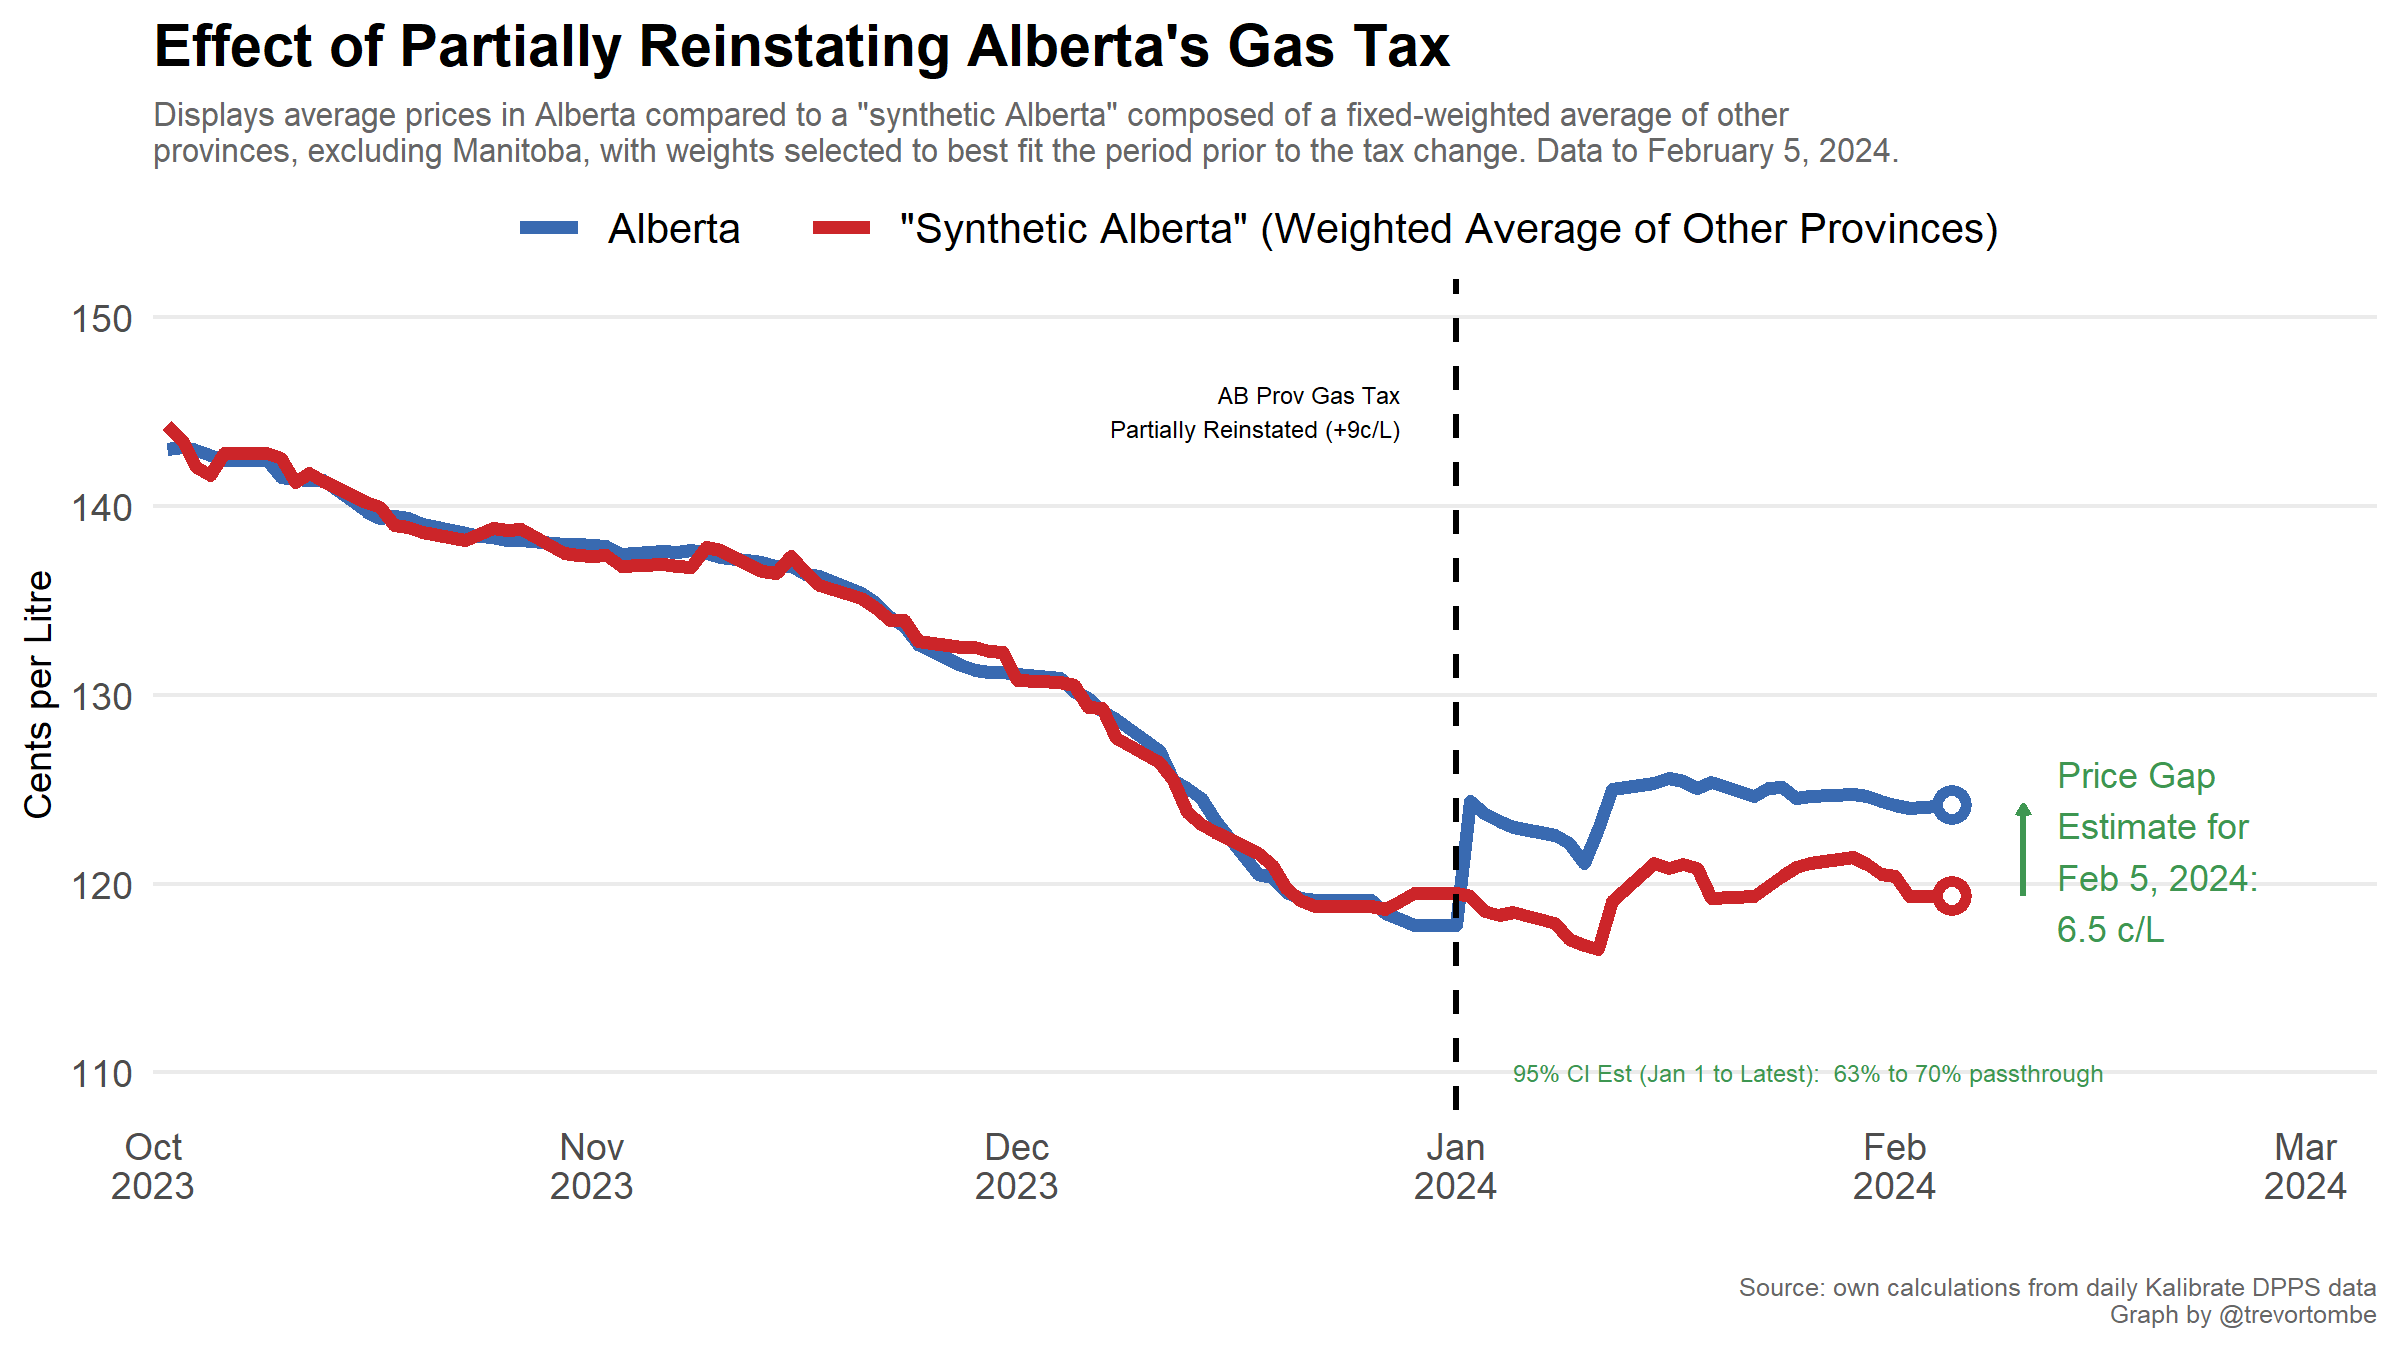 Effect of Partially Reinstating Alberta's Gas Tax
Displays average prices in Alberta compared to a "synthetic Alberta" composed of a fixed-weighted average of other
provinces, excluding Manitoba, with weights selected to best fit the period prior to the tax change. Data to February 5, 2024.
Alberta
"Synthetic Alberta" (Weighted Average of Other Provinces)
Cents per Litre
150
140
130
120
110
AB Prov Gas Tax
Partially Reinstated (+9c/L)
Price Gap
Estimate for
Feb 5, 2024:
6.5 c/L
95% CI Est (Jan 1 to Latest):  63% to 70% passthrough
Oct
2023
Nov
2023
Dec
2023
Jan
2024
Feb
2024
Mar
2024
Source: own calculations from daily Kalibrate DPPS data
Graph by @trevortombe